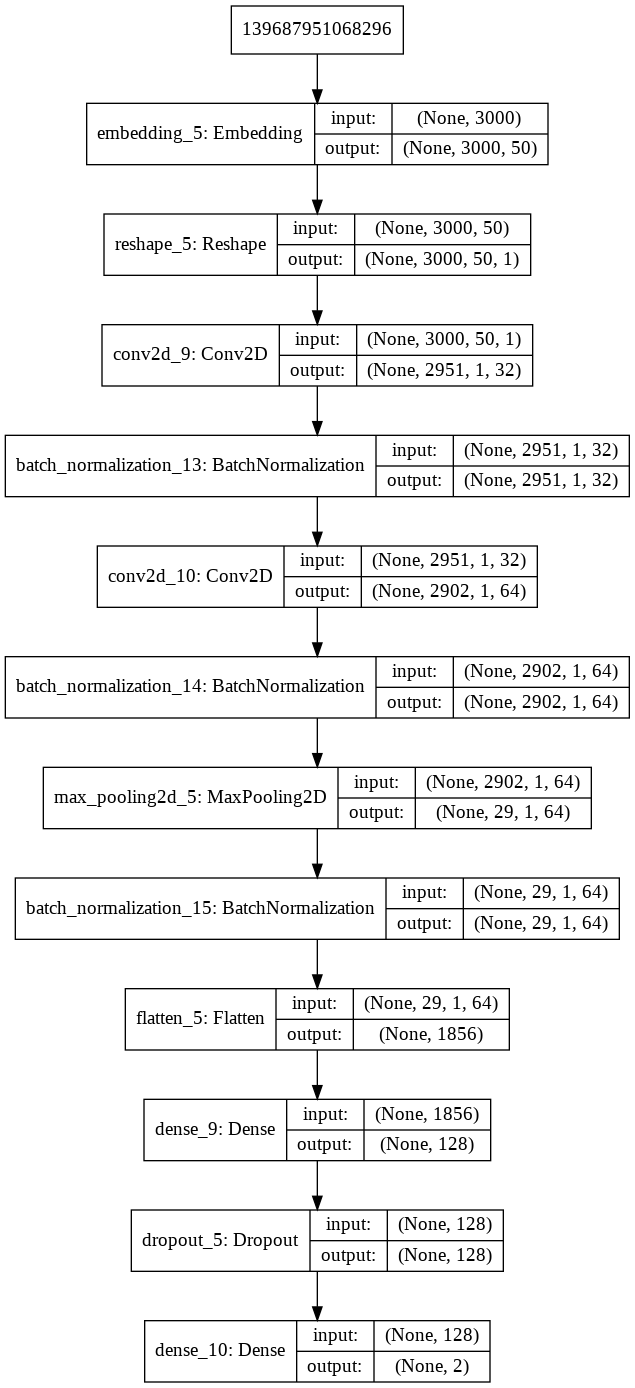 139687951068296
embedding_5: Embedding
input: (None, 3000)
output: (None, 3000, 50)
reshape_5: Reshape
input: (None, 3000, 50)
output: (None, 3000, 50, 1)
conv2d_9: Conv2D
input: (None, 3000, 50, 1)
output: (None, 2951, 1, 32)
batch_normalization_13: BatchNormalization
input: (None, 2951, 1, 32)
output: (None, 2951, 1, 32)
conv2d_10: Conv2D
input: (None, 2951, 1, 32)
output: (None, 2902, 1, 64)
batch_normalization_14: BatchNormalization
input: (None, 2902, 1, 64)
output: (None, 2902, 1, 64)
max_pooling2d_5: MaxPooling2D
input: (None, 2902, 1, 64)
output: (None, 29, 1, 64)
batch_normalization_15: BatchNormalization
input: (None, 29, 1, 64)
output: (None, 29, 1, 64)
flatten_5: Flatten
input: (None, 29, 1, 64)
output: (None, 1856)
dense_9: Dense
input: (None, 1856)
output: (None, 128)
dropout_5: Dropout
input: (None, 128)
output: (None, 128)
dense_10: Dense
input: (None, 128)
output: (None, 2)